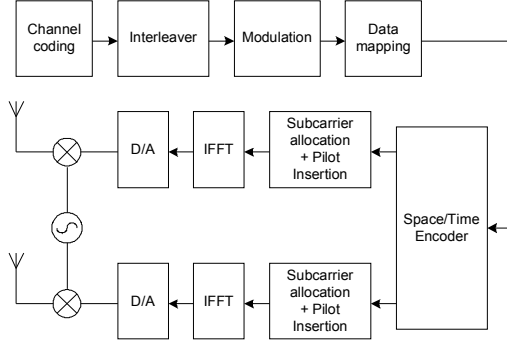 Channel
coding
Interleaver
Modulation
Data
mapping
D/A
IFFT
Subcarrier
allocation
+ Pilot
Insertion
Space/Time
Encoder
D/A
IFFT
Subcarrier
allocation
+ Pilot
Insertion